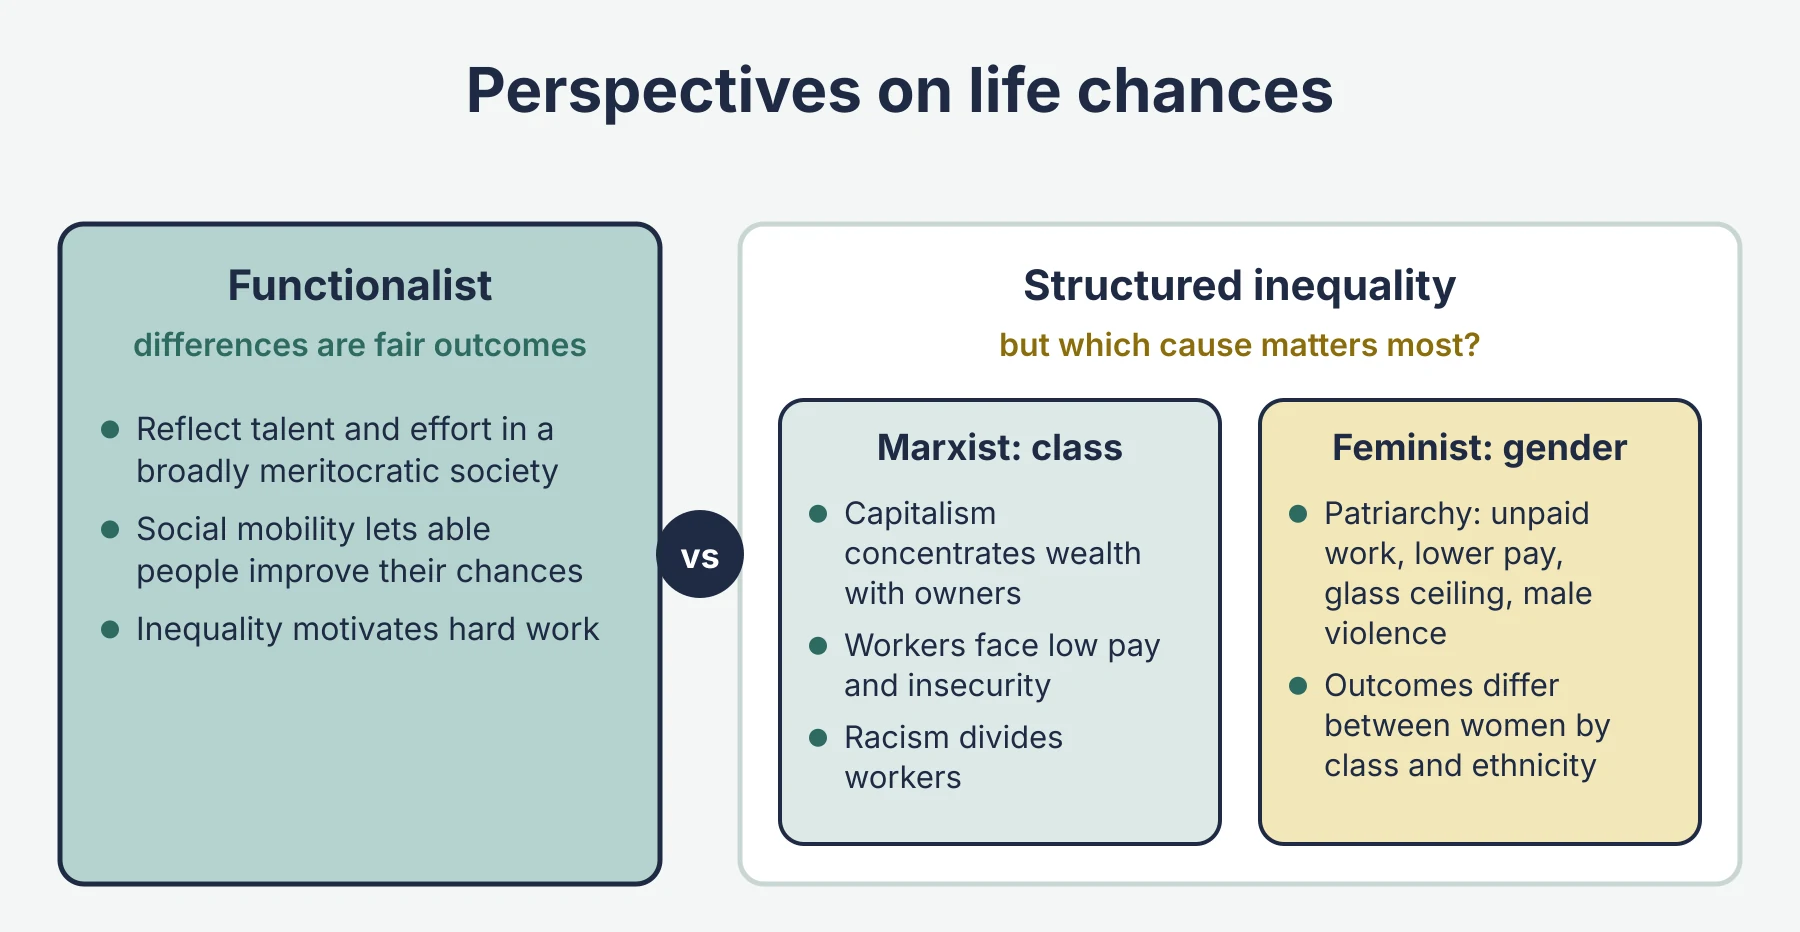 Perspectives on life chances
Functionalist
differences are fair outcomes
Reflect talent and effort in a
broadly meritocratic society
Social mobility lets able
people improve their chances
Inequality motivates hard work
vs
Structured inequality
but which cause matters most?
Marxist: class
Capitalism
concentrates wealth
with owners
Workers face low pay
and insecurity
Racism divides
workers
Feminist: gender
Patriarchy: unpaid
work, lower pay,
glass ceiling, male
violence
Outcomes differ
between women by
class and ethnicity